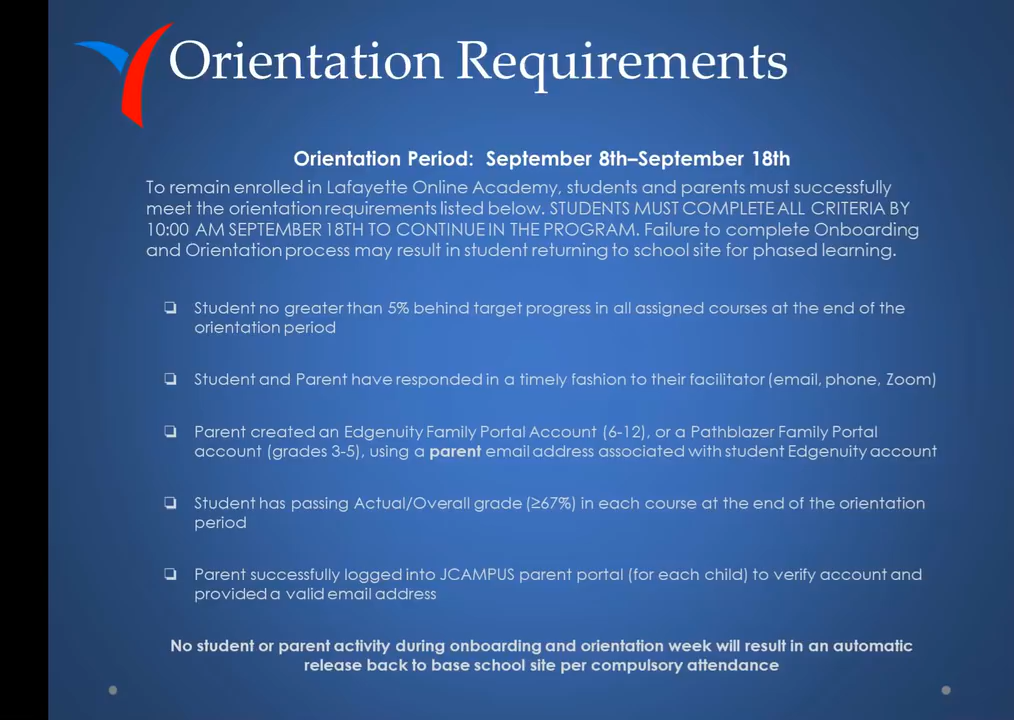 Orientation Requirements
Orientation Period: September 8th–September 18th
To remain enrolled in Lafayette Online Academy, students and parents must successfully
meet the orientation requirements listed below. STUDENTS MUST COMPLETE ALL CRITERIA BY
10:00 AM SEPTEMBER 18TH TO CONTINUE IN THE PROGRAM. Failure to complete Onboarding
and Orientation process may result in student returning to school site for phased learning.
❑ Student no greater than 5% behind target progress in all assigned courses at the end of the
orientation period
❑ Student and Parent have responded in a timely fashion to their facilitator (email, phone, Zoom)
❑ Parent created an Edgenuity Family Portal Account (6-12), or a Pathblazer Family Portal
account (grades 3-5), using a parent email address associated with student Edgenuity account
❑ Student has passing Actual/Overall grade (≥67%) in each course at the end of the orientation
period
❑ Parent successfully logged into JCAMPUS parent portal (for each child) to verify account and
provided a valid email address
No student or parent activity during onboarding and orientation week will result in an automatic
release back to base school site per compulsory attendance